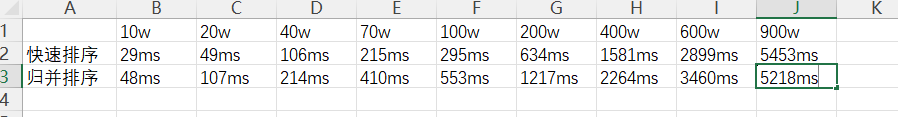 A B C D E F G H I J K
1 10w 20w 40w 70w 100w 200w 400w 600w 900w
2 快速排序 29ms 49ms 106ms 215ms 295ms 634ms 1581ms 2899ms 5453ms
3 归并排序 48ms 107ms 214ms 410ms 553ms 1217ms 2264ms 3460ms 5218ms
4